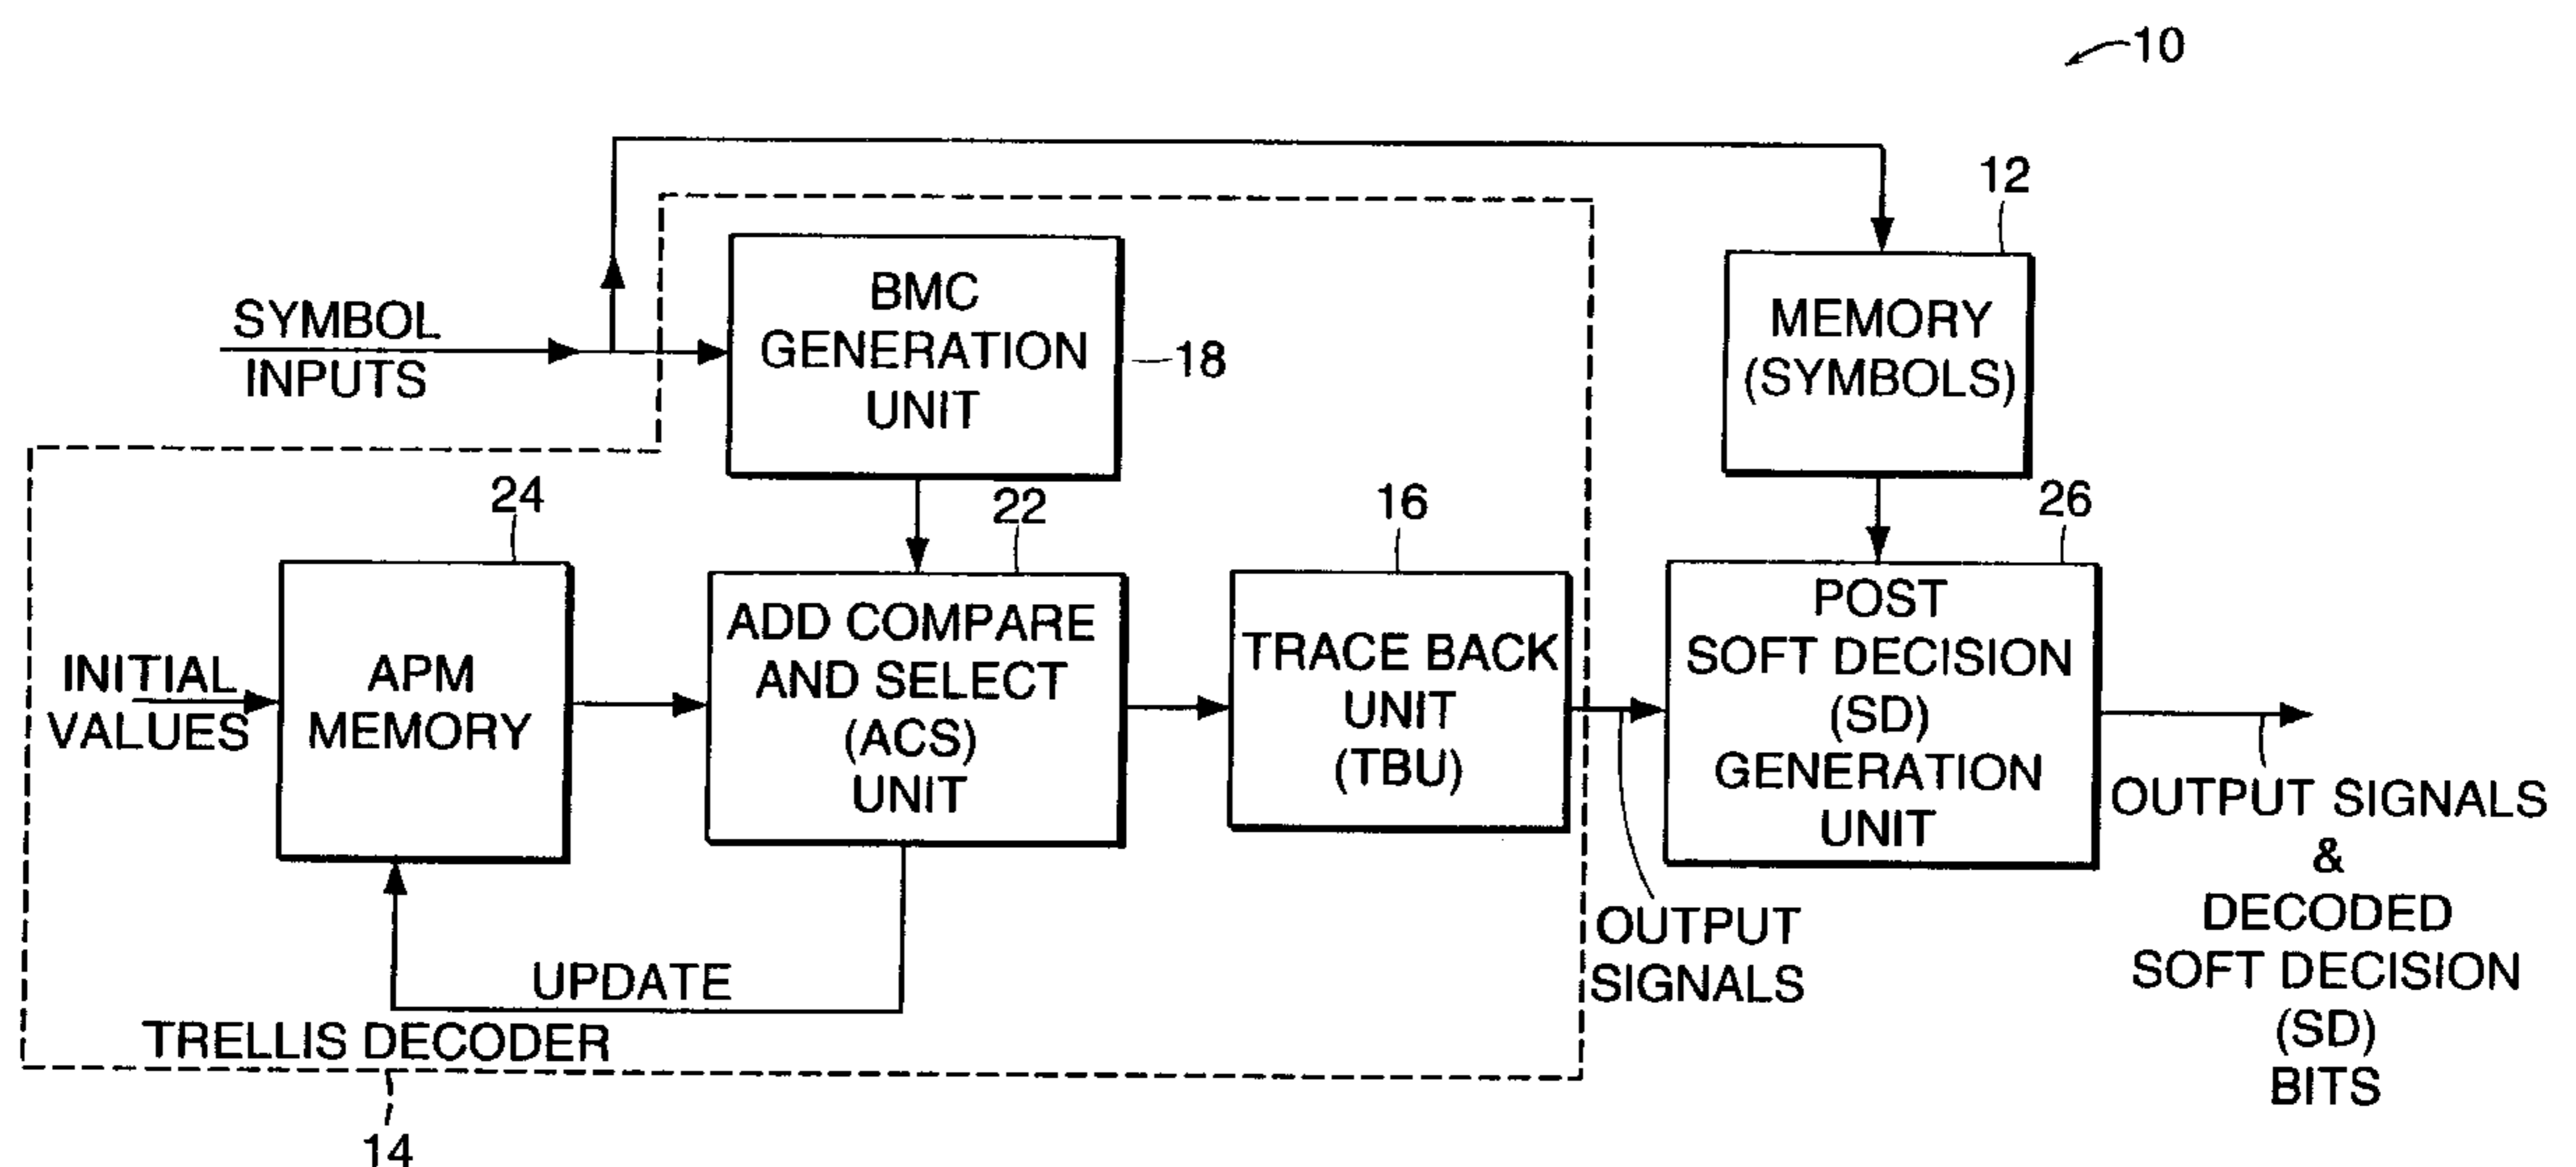 10
12
SYMBOL
INPUTS
BMC
GENERATION
UNIT
18
MEMORY
(SYMBOLS)
24
22
16
26
INITIAL
VALUES
APM
MEMORY
ADD COMPARE
AND SELECT
(ACS)
UNIT
TRACE BACK
UNIT
(TBU)
POST
SOFT DECISION
(SD)
GENERATION
UNIT
OUTPUT SIGNALS
&
DECODED
SOFT DECISION
(SD)
BITS
OUTPUT
SIGNALS
UPDATE
TRELLIS DECODER
14